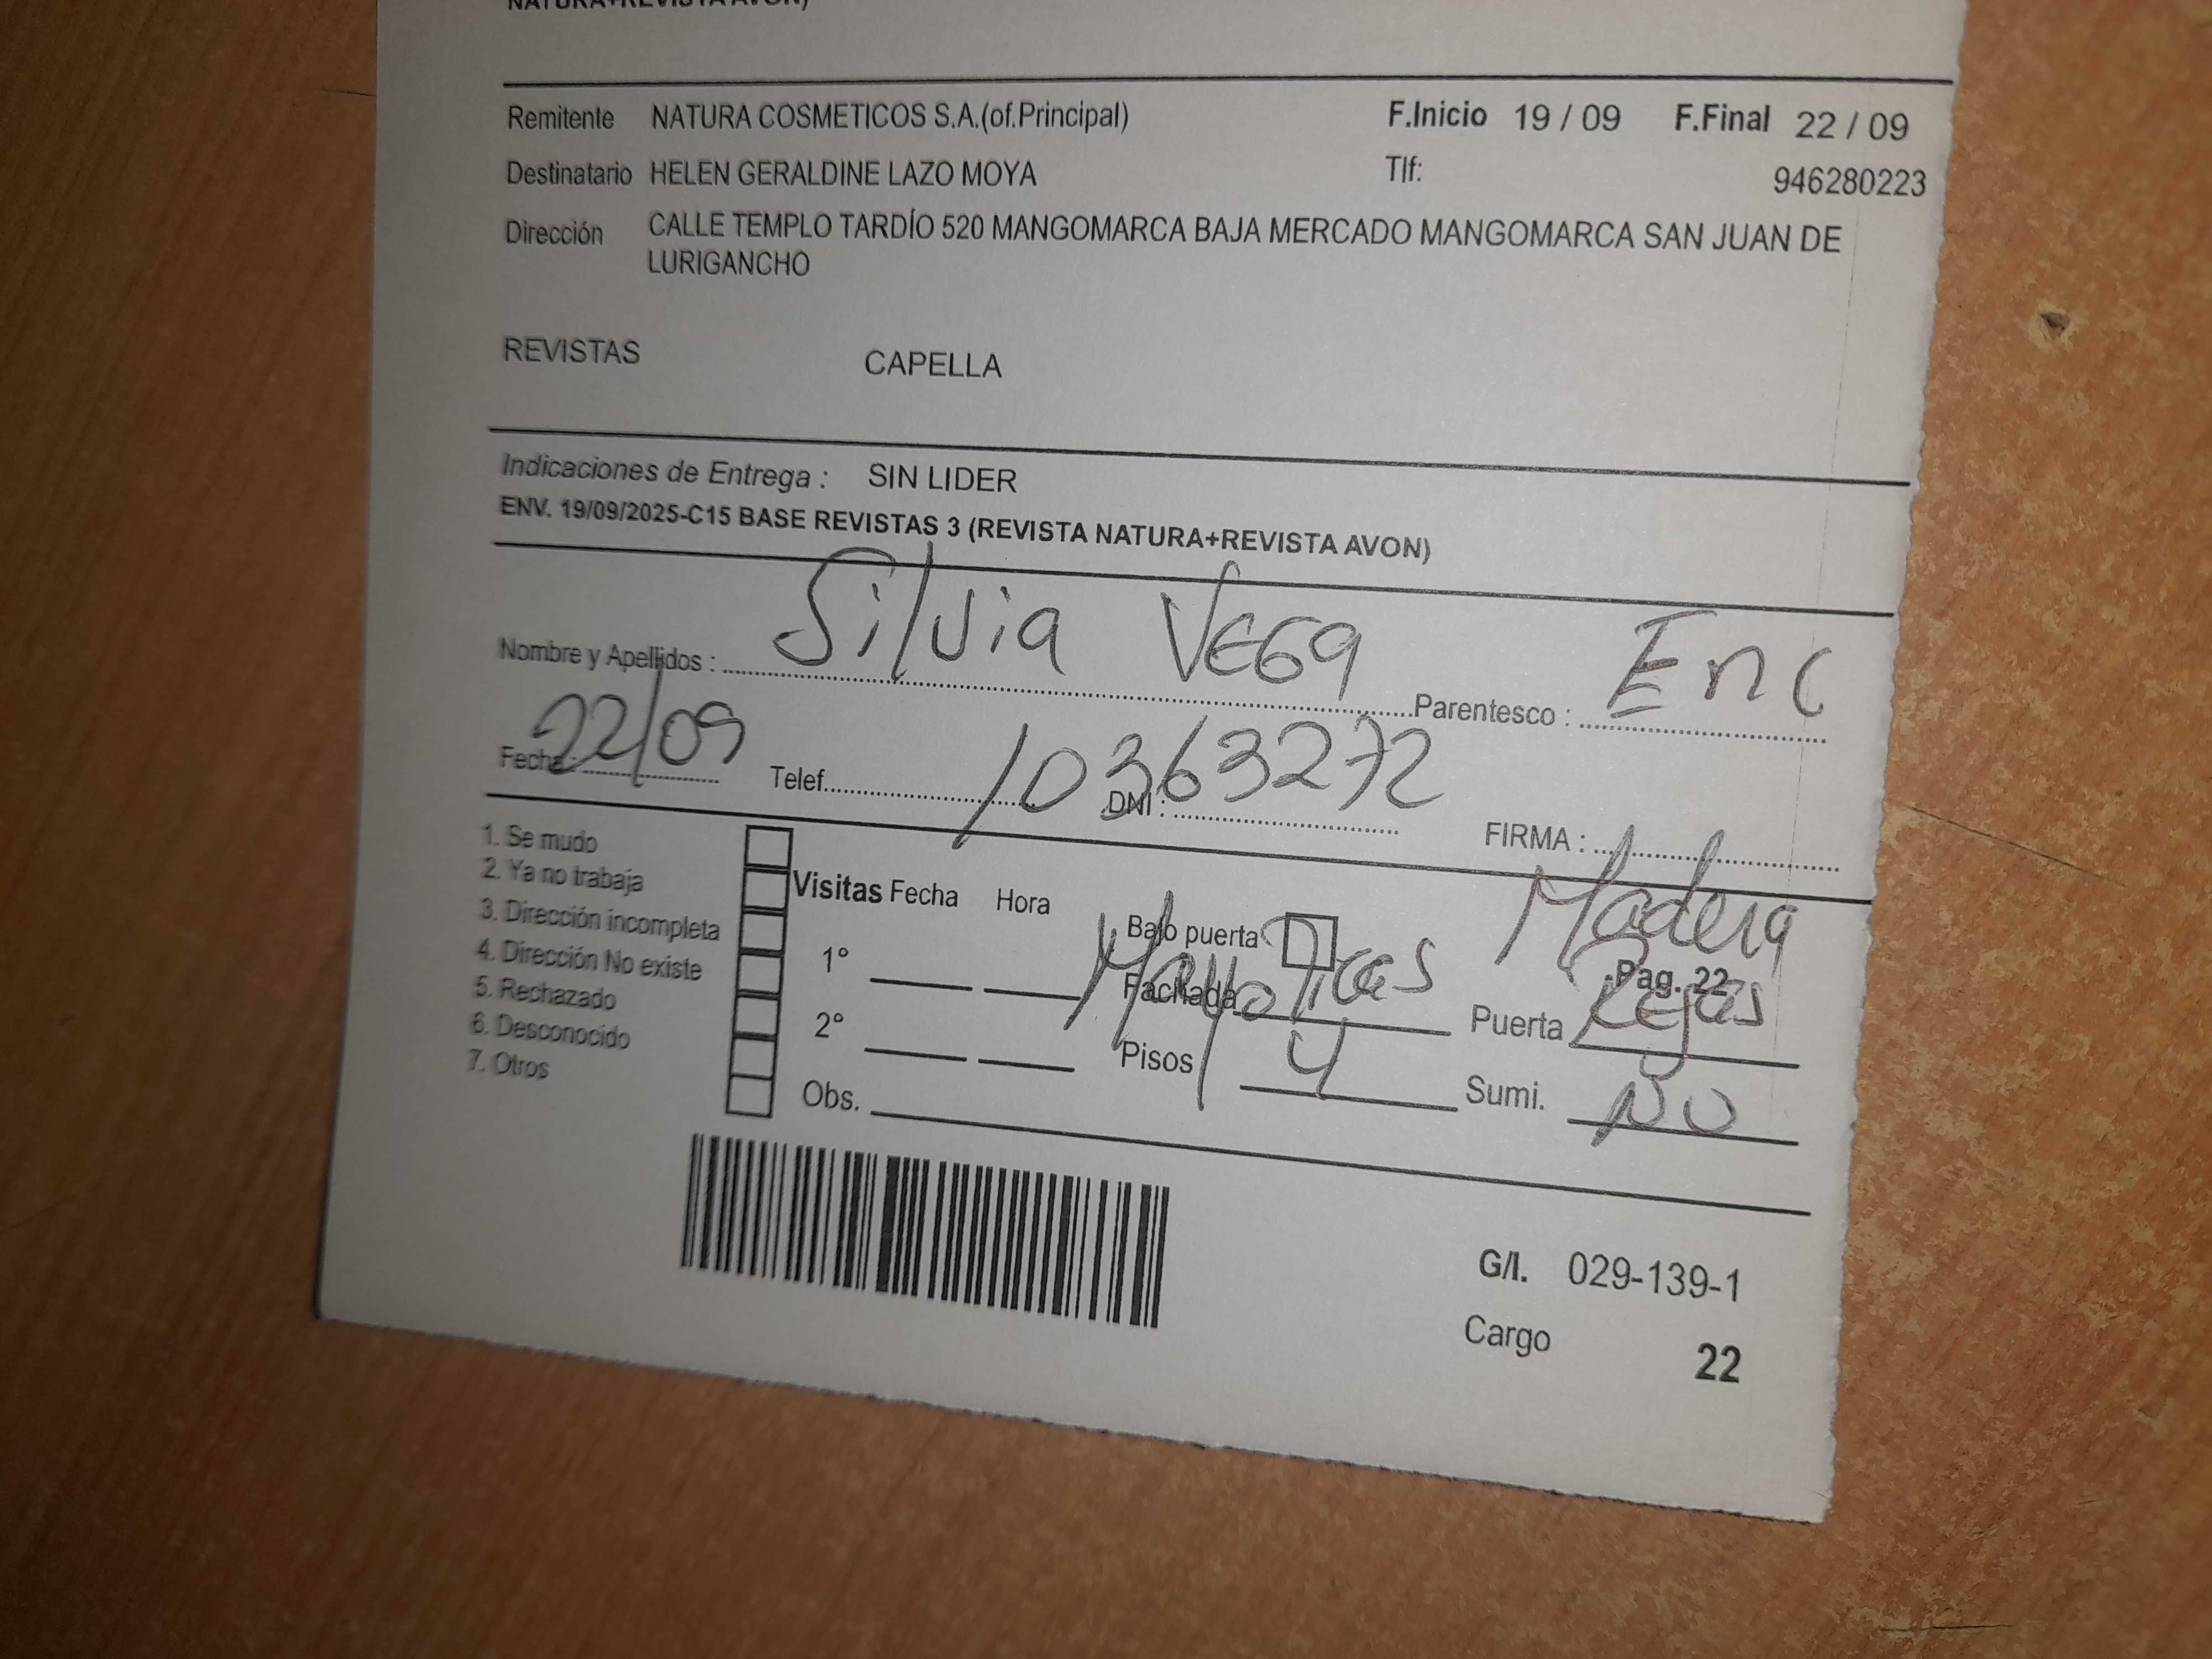 NATURA+REVISTA AVON)
Remitente NATURA COSMETICOS S.A.(of.Principal) F.Inicio 19 / 09 F.Final 22 / 09
Destinatario HELEN GERALDINE LAZO MOYA Tlf: 946280223
Dirección CALLE TEMPLO TARDÍO 520 MANGOMARCA BAJA MERCADO MANGOMARCA SAN JUAN DE
LURIGANCHO
REVISTAS CAPELLA
Indicaciones de Entrega : SIN LIDER
ENV. 19/09/2025-C15 BASE REVISTAS 3 (REVISTA NATURA+REVISTA AVON)
Nombre y Apellidos : Silvia VEGa Parentesco : Enc
Fecha: 22/09 Telef. DNI : 10363272 FIRMA :
1. Se mudo
2. Ya no trabaja
3. Dirección incompleta
4. Dirección No existe
5. Rechazado
6. Desconocido
7. Otros
Visitas Fecha Hora
1°
2°
Obs.
Bajo puerta Madera
Pag. 22
Fachada Mayolicas Puerta Rejas
Pisos 4 Sumi. NO
G/I. 029-139-1
Cargo 22